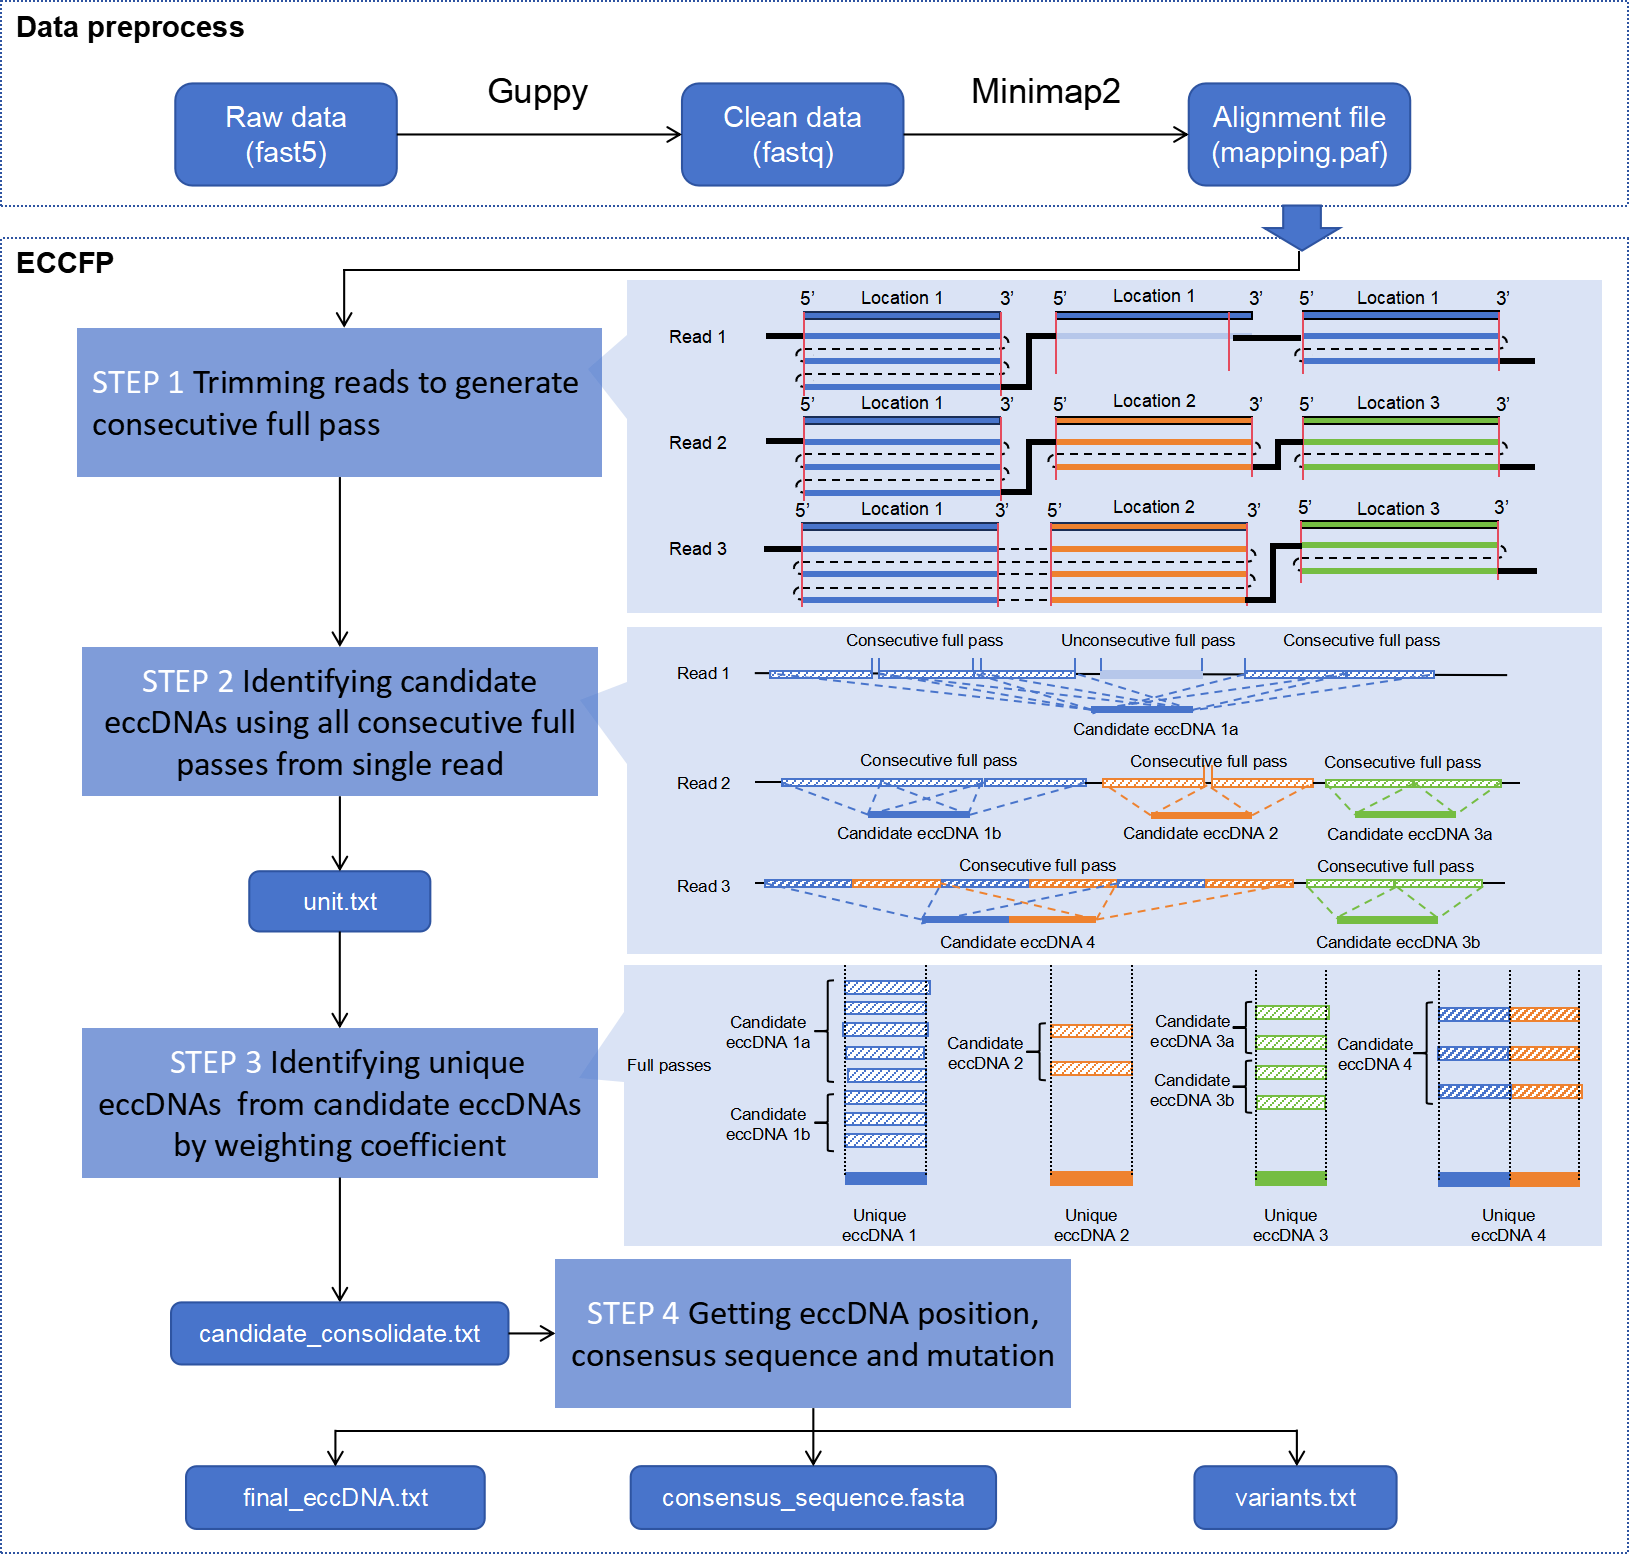 Data preprocess
Guppy
Minimap2
Raw data
(fast5)
Clean data
(fastq)
Alignment file
(mapping.paf)
ECCFP
STEP 1 Trimming reads to generate
consecutive full pass
5’ Location 1 3’ 5’ Location 1 3’ 5’ Location 1 3’
Read 1
5’ Location 1 3’ 5’ Location 2 3’ 5’ Location 3 3’
Read 2
5’ Location 1 3’ 5’ Location 2 3’ 5’ Location 3 3’
Read 3
STEP 2 Identifying candidate
eccDNAs using all consecutive full
passes from single read
Consecutive full pass Unconsecutive full pass Consecutive full pass
Read 1
Candidate eccDNA 1a
Consecutive full pass Consecutive full pass Consecutive full pass
Read 2
Candidate eccDNA 1b Candidate eccDNA 2 Candidate eccDNA 3a
Consecutive full pass Consecutive full pass
Read 3
Candidate eccDNA 4 Candidate eccDNA 3b
unit.txt
STEP 3 Identifying unique
eccDNAs from candidate eccDNAs
by weighting coefficient
Full passes
Candidate
eccDNA 1a
Candidate
eccDNA 1b
Candidate
eccDNA 2
Candidate
eccDNA 3a
Candidate
eccDNA 3b
Candidate
eccDNA 4
Unique
eccDNA 1
Unique
eccDNA 2
Unique
eccDNA 3
Unique
eccDNA 4
candidate_consolidate.txt
STEP 4 Getting eccDNA position,
consensus sequence and mutation
final_eccDNA.txt
consensus_sequence.fasta
variants.txt